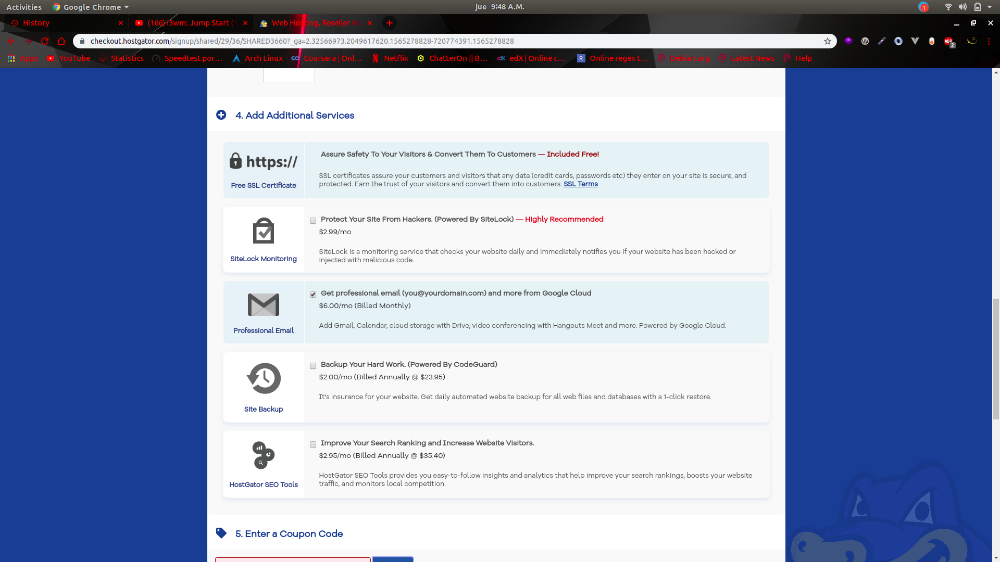 Activities
Google Chrome
jue 9:48 A.M.
1
History
(166) i3wm: Jump Start (1
Web Hosting, Reseller H
checkout.hostgator.com/signup/shared/29/36/SHARED3660?_ga=2.32566973.2049617620.1565278828-720774391.1565278828
ABP
2
Apps
YouTube
Statistics
Speedtest por…
Arch Linux
Coursera | Onl…
Netflix
ChatterOn || B…
edX | Online c…
R
Online regex t…
Debian.org
Latest News
Help
4. Add Additional Services
https://
Free SSL Certificate
Assure Safety To Your Visitors & Convert Them To Customers — Included Free!
SSL certificates assure your customers and visitors that any data (credit cards, passwords etc) they enter on your site is secure, and
protected. Earn the trust of your visitors and convert them into customers. SSL Terms
SiteLock Monitoring
Protect Your Site From Hackers. (Powered By SiteLock) — Highly Recommended
$2.99/mo
SiteLock is a monitoring service that checks your website daily and immediately notifies you if your website has been hacked or
injected with malicious code.
Professional Email
Get professional email (you@yourdomain.com) and more from Google Cloud
$6.00/mo (Billed Monthly)
Add Gmail, Calendar, cloud storage with Drive, video conferencing with Hangouts Meet and more. Powered by Google Cloud.
Site Backup
Backup Your Hard Work. (Powered By CodeGuard)
$2.00/mo (Billed Annually @ $23.95)
It's insurance for your website. Get daily automated website backup for all web files and databases with a 1-click restore.
HostGator SEO Tools
Improve Your Search Ranking and Increase Website Visitors.
$2.95/mo (Billed Annually @ $35.40)
HostGator SEO Tools provides you easy-to-follow insights and analytics that help improve your search rankings, boosts your website
traffic, and monitors local competition.
5. Enter a Coupon Code